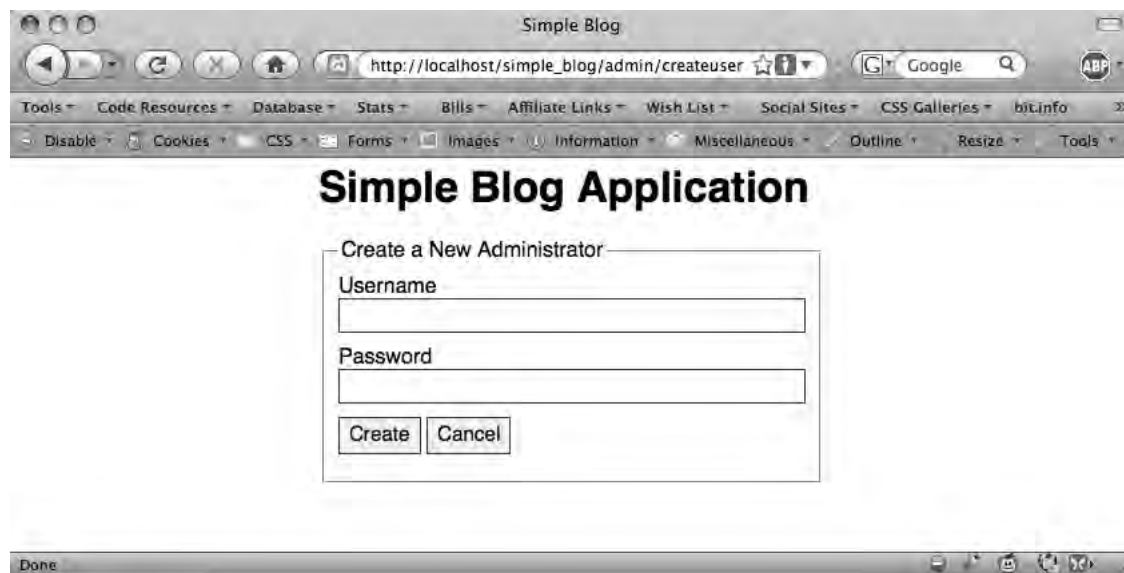 Simple Blog
http://localhost/simple_blog/admin/createuser
G Google
ABP
Tools Code Resources Database Stats Bills Affiliate Links Wish List Social Sites CSS Galleries bit.info
Disable Cookies CSS Forms Images Information Miscellaneous Outline Resize Tools
Simple Blog Application
Create a New Administrator
Username
Password
Create Cancel
Done